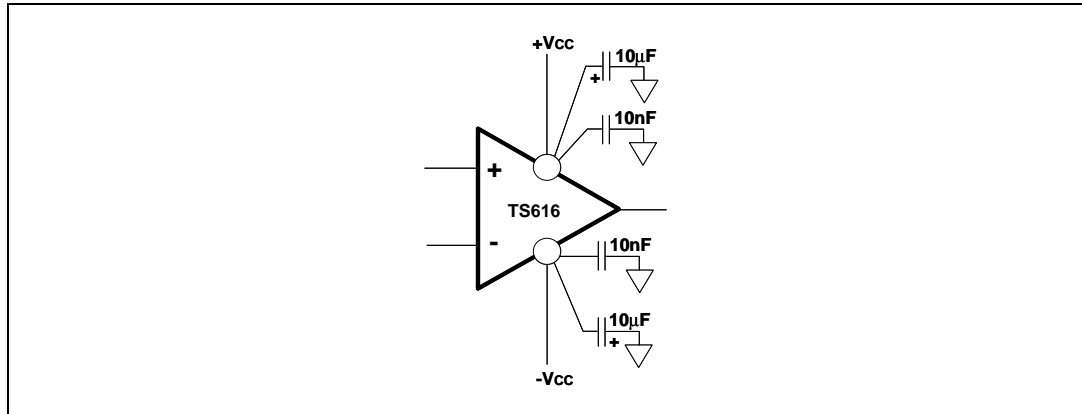 +VCC
10μF
+
10nF
+
TS616
-
10nF
10μF
+
-VCC